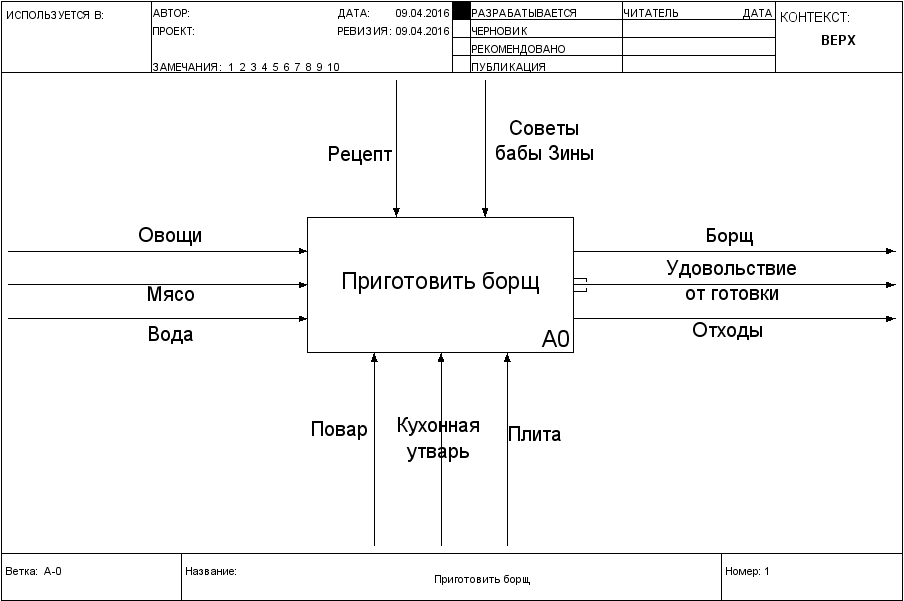 ИСПОЛЬЗУЕТСЯ В:
АВТОР:
ДАТА: 09.04.2016
РАЗРАБАТЫВАЕТСЯ
ЧИТАТЕЛЬ
ДАТА
КОНТЕКСТ:
ПРОЕКТ:
РЕВИЗИЯ: 09.04.2016
ЧЕРНОВИК
ВЕРХ
РЕКОМЕНДОВАНО
ЗАМЕЧАНИЯ: 1 2 3 4 5 6 7 8 9 10
ПУБЛИКАЦИЯ
Рецепт
Советы
бабы Зины
Овощи
Мясо
Вода
Приготовить борщ
A0
Борщ
Удовольствие
от готовки
Отходы
Повар
Кухонная
утварь
Плита
Ветка: A-0
Название:
Приготовить борщ
Номер: 1